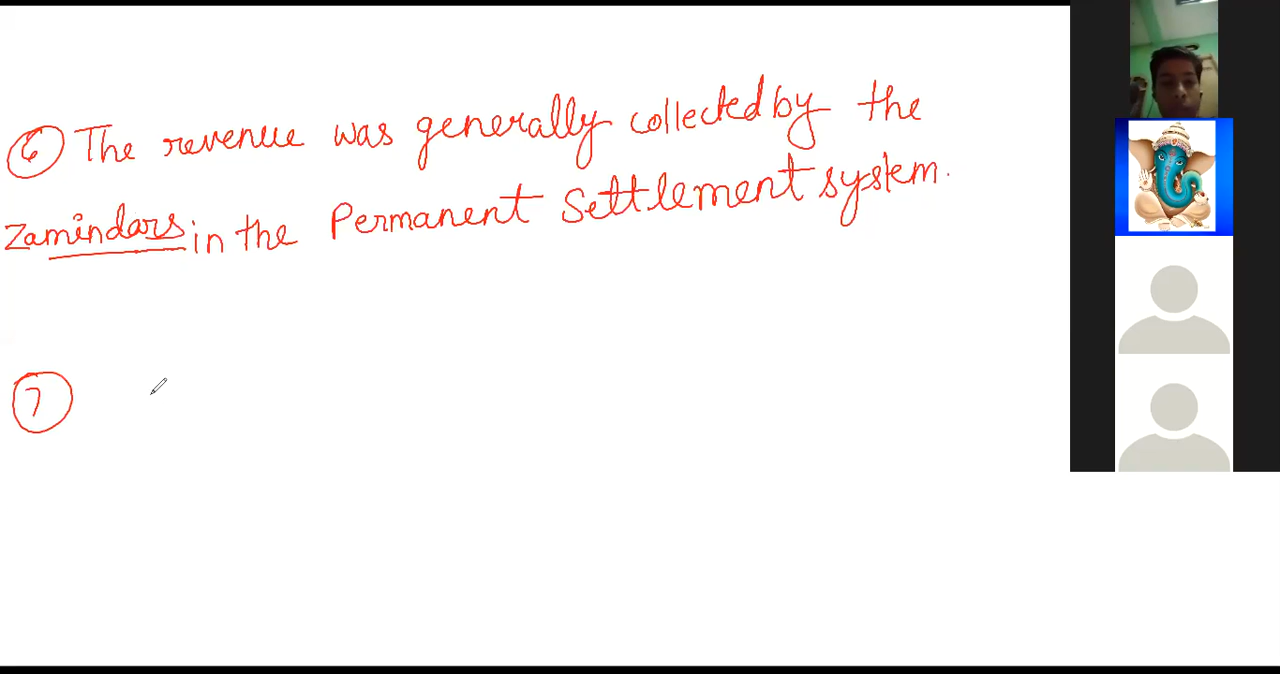 6 The revenue was generally collected by the
Zamindars in the Permanent Settlement system.
7